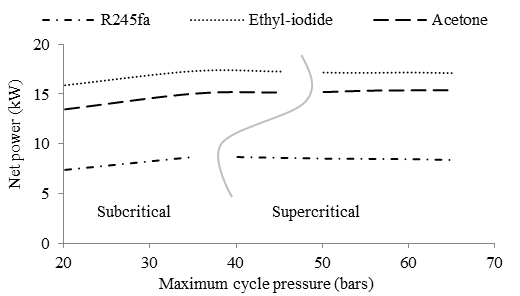 R245fa Ethyl-iodide Acetone
20
15
10
5
0
Net power (kW)
Subcritical Supercritical
20 30 40 50 60 70
Maximum cycle pressure (bars)